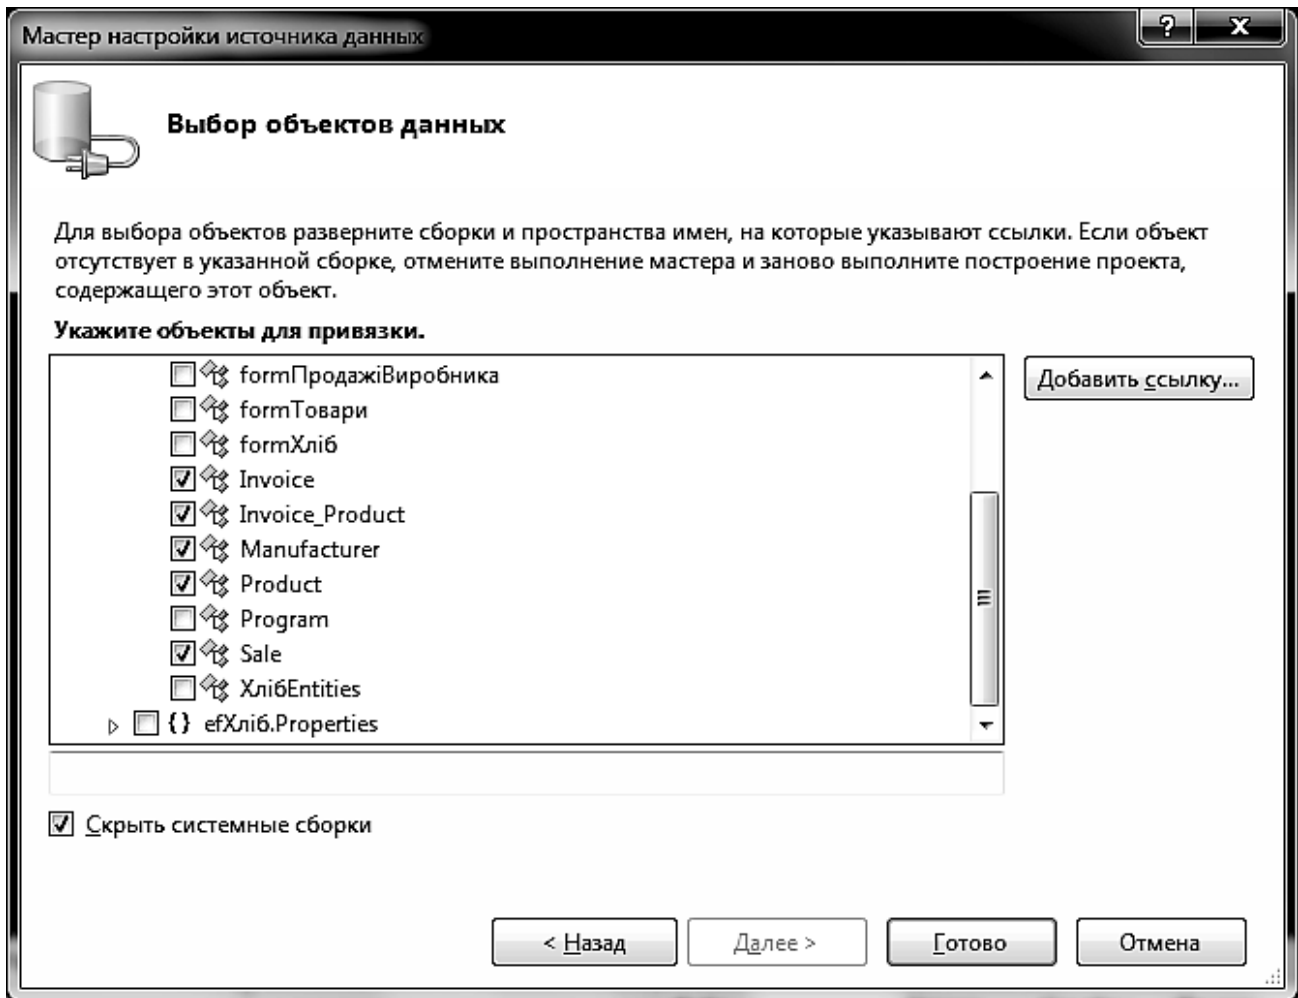 Мастер настройки источника данных
?
X
Выбор объектов данных
Для выбора объектов разверните сборки и пространства имен, на которые указывают ссылки. Если объект
отсутствует в указанной сборке, отмените выполнение мастера и заново выполните построение проекта,
содержащего этот объект.
Укажите объекты для привязки.
formПродажіВиробника
formТовари
formХліб
Invoice
Invoice_Product
Manufacturer
Product
Program
Sale
ХлібEntities
{} efХліб.Properties
Добавить ссылку...
Скрыть системные сборки
< Назад
Далее >
Готово
Отмена